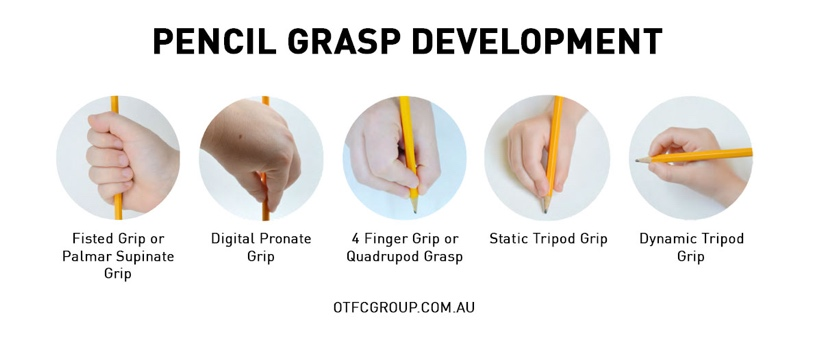 PENCIL GRASP DEVELOPMENT
Fisted Grip or
Palmar Supinate
Grip
Digital Pronate
Grip
4 Finger Grip or
Quadrupod Grasp
Static Tripod Grip
Dynamic Tripod
Grip
OTFCGROUP.COM.AU